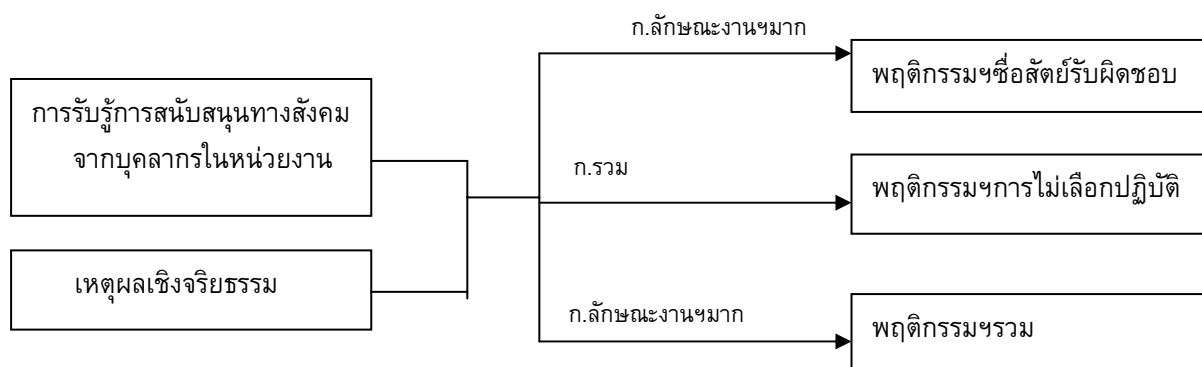 ก.ลักษณะงานฯมาก
พฤติกรรมฯซื่อสัตย์รับผิดชอบ
การรับรู้การสนับสนุนทางสังคม
จากบุคลากรในหน่วยงาน
ก.รวม
พฤติกรรมฯการไม่เลือกปฏิบัติ
เหตุผลเชิงจริยธรรม
ก.ลักษณะงานฯมาก
พฤติกรรมฯรวม